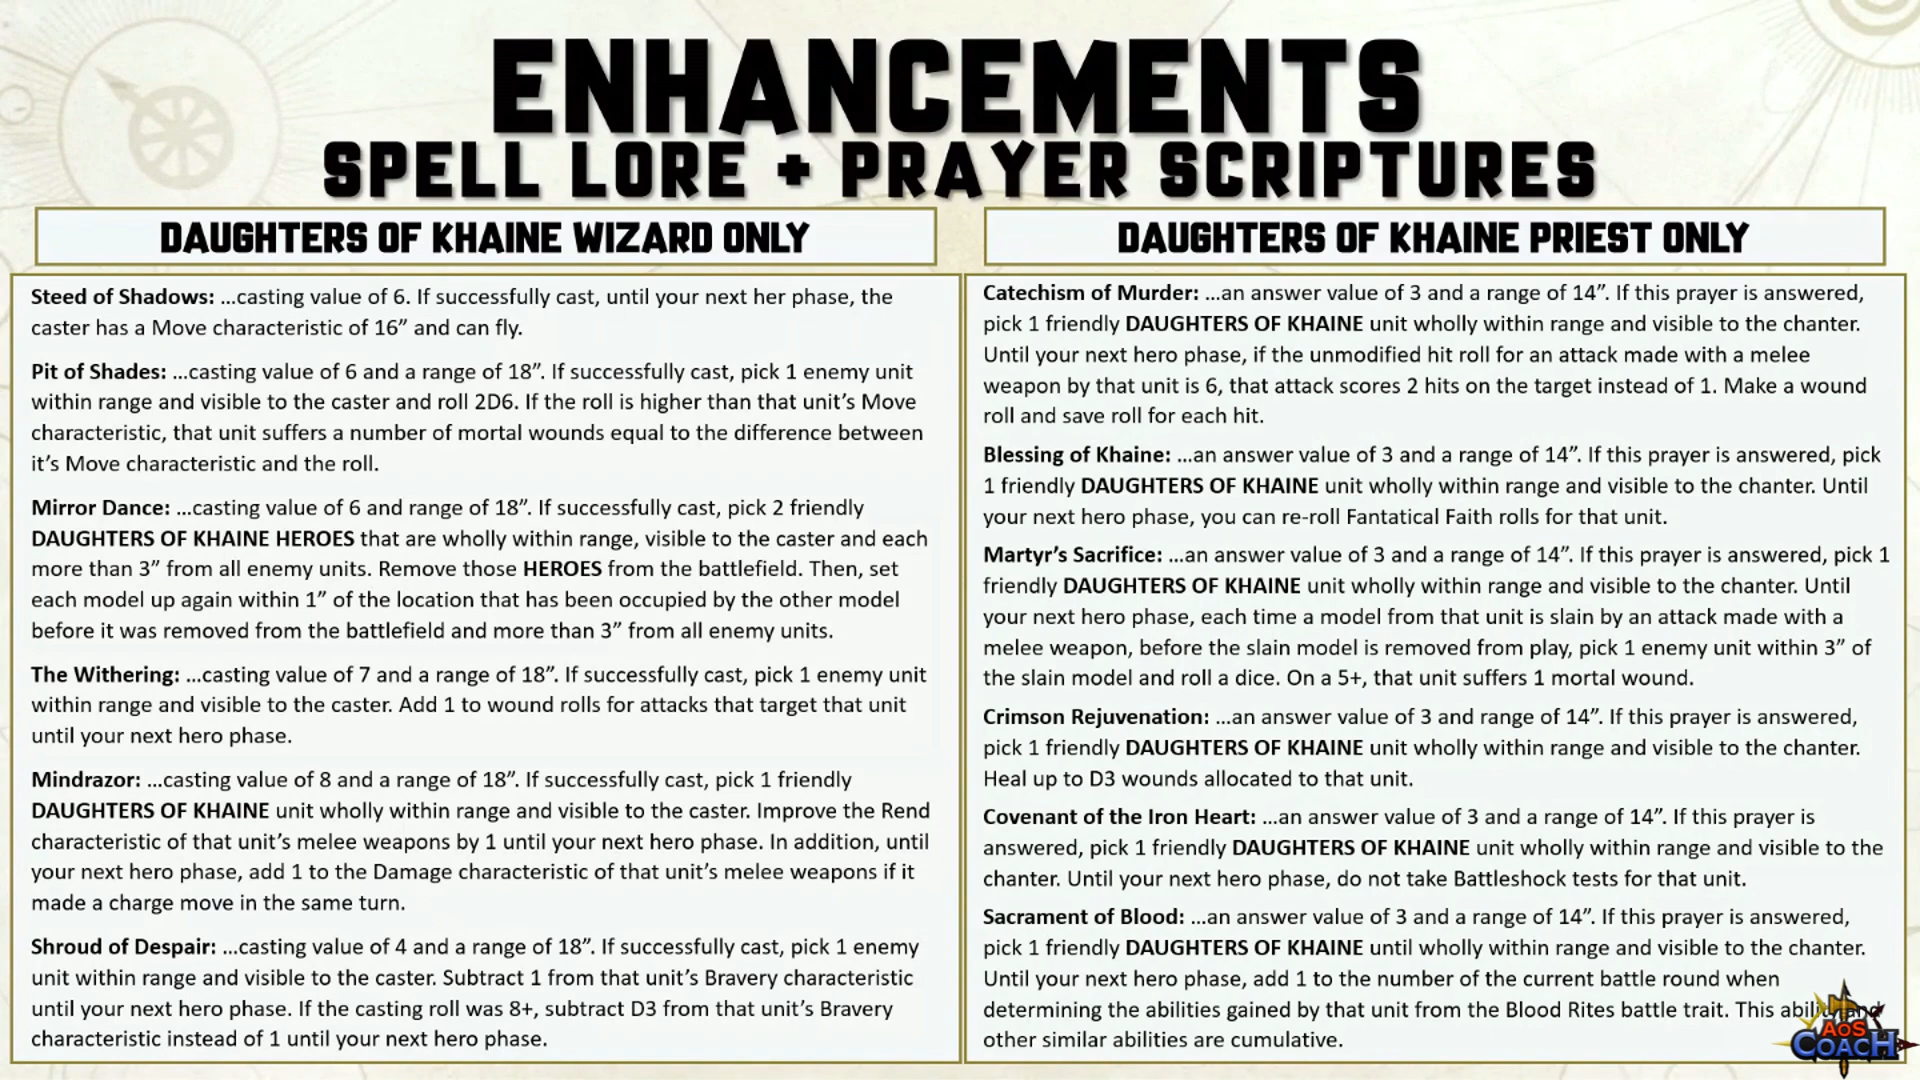 ENHANCEMENTS
SPELL LORE + PRAYER SCRIPTURES
DAUGHTERS OF KHAINE WIZARD ONLY
Steed of Shadows: ...casting value of 6. If successfully cast, until your next her phase, the
caster has a Move characteristic of 16” and can fly.
Pit of Shades: ...casting value of 6 and a range of 18”. If successfully cast, pick 1 enemy unit
within range and visible to the caster and roll 2D6. If the roll is higher than that unit’s Move
characteristic, that unit suffers a number of mortal wounds equal to the difference between
it’s Move characteristic and the roll.
Mirror Dance: ...casting value of 6 and range of 18”. If successfully cast, pick 2 friendly
DAUGHTERS OF KHAINE HEROES that are wholly within range, visible to the caster and each
more than 3” from all enemy units. Remove those HEROES from the battlefield. Then, set
each model up again within 1” of the location that has been occupied by the other model
before it was removed from the battlefield and more than 3” from all enemy units.
The Withering: ...casting value of 7 and a range of 18”. If successfully cast, pick 1 enemy unit
within range and visible to the caster. Add 1 to wound rolls for attacks that target that unit
until your next hero phase.
Mindrazor: ...casting value of 8 and a range of 18”. If successfully cast, pick 1 friendly
DAUGHTERS OF KHAINE unit wholly within range and visible to the caster. Improve the Rend
characteristic of that unit’s melee weapons by 1 until your next hero phase. In addition, until
your next hero phase, add 1 to the Damage characteristic of that unit’s melee weapons if it
made a charge move in the same turn.
Shroud of Despair: ...casting value of 4 and a range of 18”. If successfully cast, pick 1 enemy
unit within range and visible to the caster. Subtract 1 from that unit’s Bravery characteristic
until your next hero phase. If the casting roll was 8+, subtract D3 from that unit’s Bravery
characteristic instead of 1 until your next hero phase.
DAUGHTERS OF KHAINE PRIEST ONLY
Catechism of Murder: ...an answer value of 3 and a range of 14”. If this prayer is answered,
pick 1 friendly DAUGHTERS OF KHAINE unit wholly within range and visible to the chanter.
Until your next hero phase, if the unmodified hit roll for an attack made with a melee
weapon by that unit is 6, that attack scores 2 hits on the target instead of 1. Make a wound
roll and save roll for each hit.
Blessing of Khaine: ...an answer value of 3 and a range of 14”. If this prayer is answered, pick
1 friendly DAUGHTERS OF KHAINE unit wholly within range and visible to the chanter. Until
your next hero phase, you can re-roll Fantatical Faith rolls for that unit.
Martyr’s Sacrifice: ...an answer value of 3 and a range of 14”. If this prayer is answered, pick 1
friendly DAUGHTERS OF KHAINE unit wholly within range and visible to the chanter. Until
your next hero phase, each time a model from that unit is slain by an attack made with a
melee weapon, before the slain model is removed from play, pick 1 enemy unit within 3” of
the slain model and roll a dice. On a 5+, that unit suffers 1 mortal wound.
Crimson Rejuvenation: ...an answer value of 3 and range of 14”. If this prayer is answered,
pick 1 friendly DAUGHTERS OF KHAINE unit wholly within range and visible to the chanter.
Heal up to D3 wounds allocated to that unit.
Covenant of the Iron Heart: ...an answer value of 3 and a range of 14”. If this prayer is
answered, pick 1 friendly DAUGHTERS OF KHAINE unit wholly within range and visible to the
chanter. Until your next hero phase, do not take Battleshock tests for that unit.
Sacrament of Blood: ...an answer value of 3 and a range of 14”. If this prayer is answered,
pick 1 friendly DAUGHTERS OF KHAINE until wholly within range and visible to the chanter.
Until your next hero phase, add 1 to the number of the current battle round when
determining the abilities gained by that unit from the Blood Rites battle trait. This ability and
other similar abilities are cumulative.
AOS
COACH